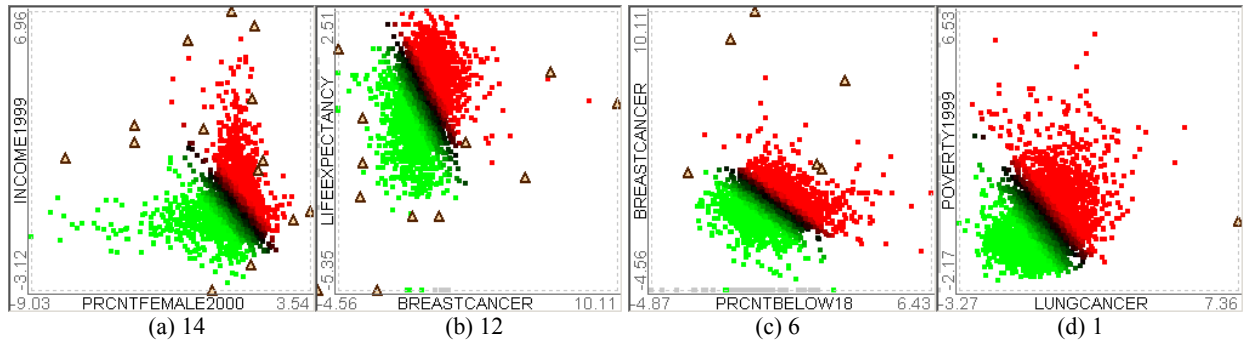 6.96
INCOME1999
-3.12
-9.03 PRCNTFEMALE2000 3.54
(a) 14
2.51
LIFEEXPECTANCY
-5.35
-4.56 BREASTCANCER 10.11
(b) 12
10.11
BREASTCANCER
-4.56
-4.87 PRCNTBELOW18 6.43
(c) 6
6.53
POVERTY1999
-2.17
-3.27 LUNGCANCER 7.36
(d) 1